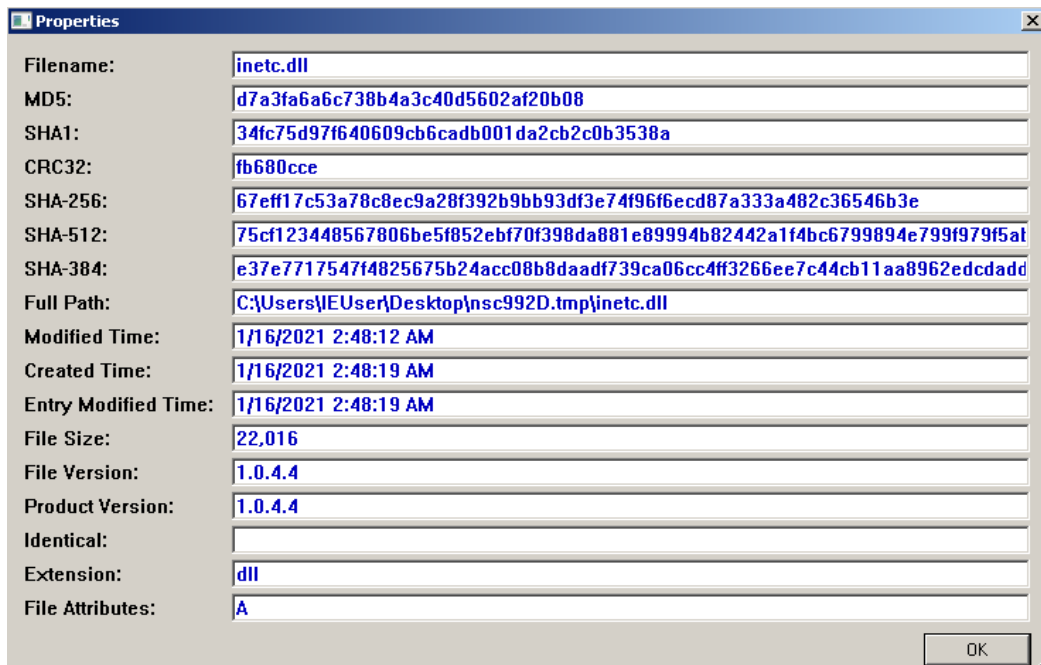 Properties
Filename: inetc.dll
MD5: d7a3fa6a6c738b4a3c40d5602af20b08
SHA1: 34fc75d97f640609cb6cadb001da2cb2c0b3538a
CRC32: fb680cce
SHA-256: 67eff17c53a78c8ec9a28f392b9bb93df3e74f96f6ecd87a333a482c36546b3e
SHA-512: 75cf123448567806be5f852ebf70f398da881e89994b82442a1f4bc6799894e799f979f5al
SHA-384: e37e7717547f4825675b24acc08b8daadf739ca06cc4ff3266ee7c44cb11aa8962edcdadd
Full Path: C:\Users\IEUser\Desktop\nsc992D.tmp\inetc.dll
Modified Time: 1/16/2021 2:48:12 AM
Created Time: 1/16/2021 2:48:19 AM
Entry Modified Time: 1/16/2021 2:48:19 AM
File Size: 22,016
File Version: 1.0.4.4
Product Version: 1.0.4.4
Identical:
Extension: dll
File Attributes: A
OK